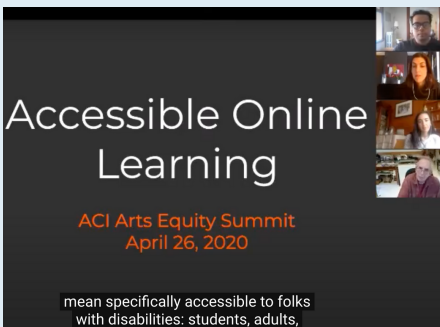 Accessible Online
Learning
ACI Arts Equity Summit
April 26, 2020
mean specifically accessible to folks
with disabilities: students, adults,